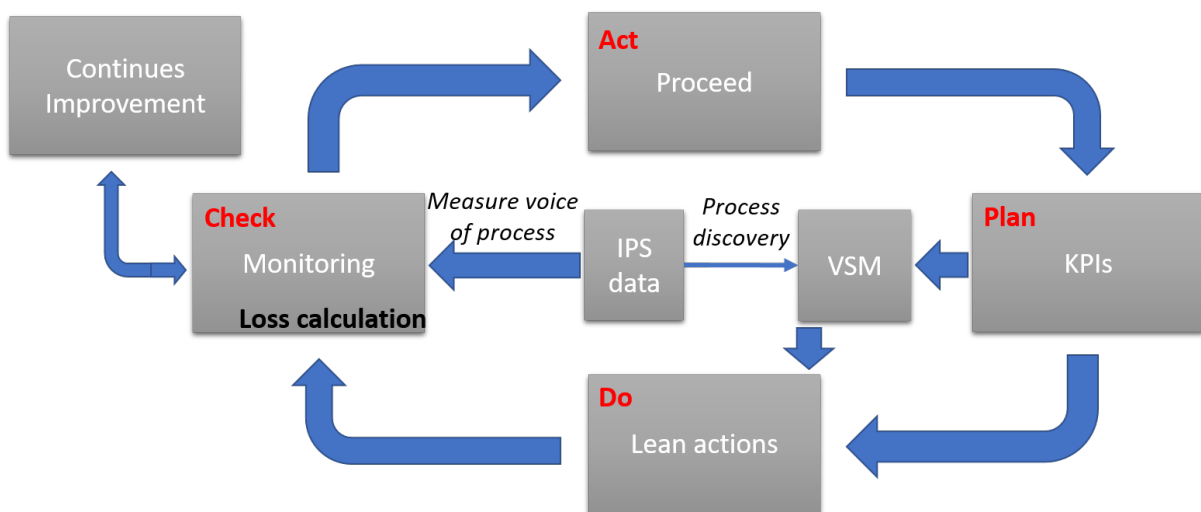 Continues
Improvement
Act
Proceed
Check
Monitoring
Loss calculation
Measure voice
of process
IPS
data
Process
discovery
VSM
Plan
KPIs
Do
Lean actions